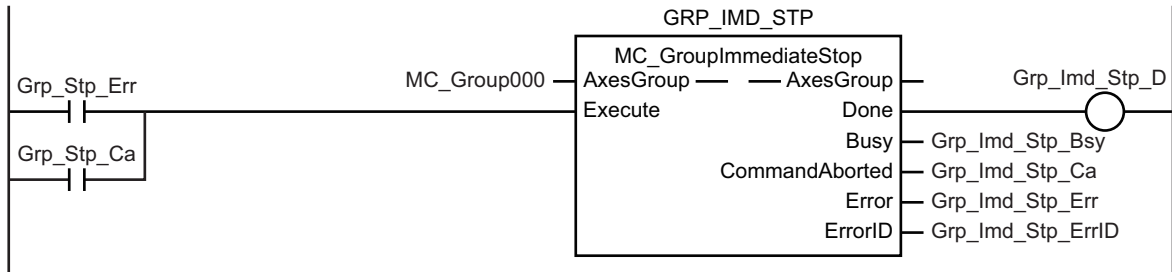 GRP_IMD_STP
MC_GroupImmediateStop
MC_Group000 AxesGroup AxesGroup
Grp_Stp_Err Execute Done Grp_Imd_Stp_D
Busy Grp_Imd_Stp_Bsy
Grp_Stp_Ca CommandAborted Grp_Imd_Stp_Ca
Error Grp_Imd_Stp_Err
ErrorID Grp_Imd_Stp_ErrID